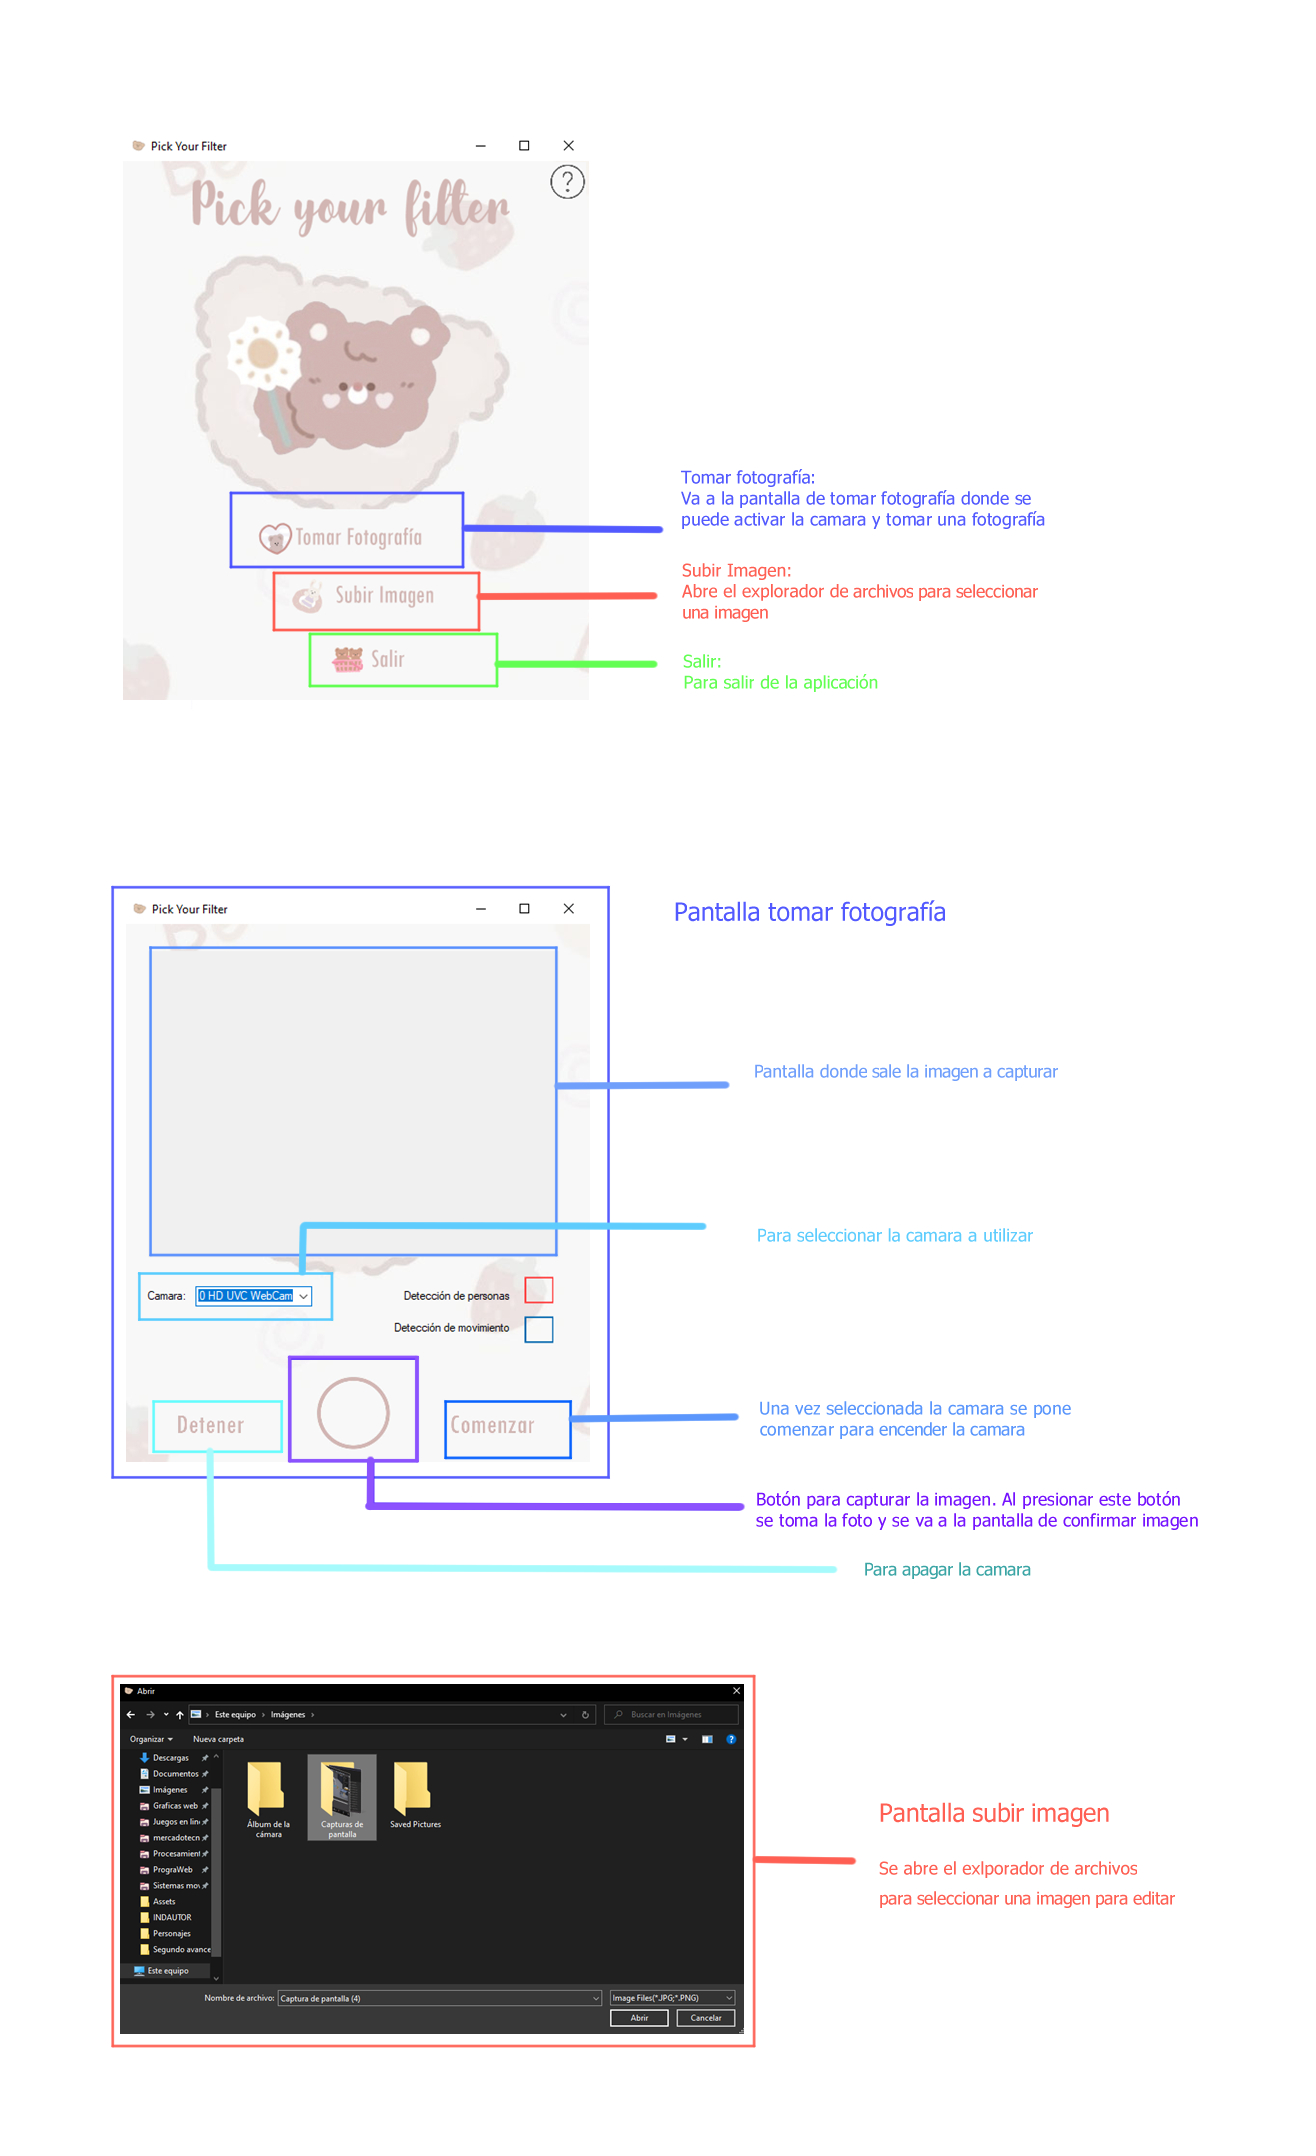 Pick Your Filter
Be
Pick your filter
?
Tomar Fotografía
Subir Imagen
Salir
Tomar fotografía:
Va a la pantalla de tomar fotografía donde se
puede activar la camara y tomar una fotografía
Subir Imagen:
Abre el explorador de archivos para seleccionar
una imagen
Salir:
Para salir de la aplicación
Pick Your Filter
Pantalla tomar fotografía
Pantalla donde sale la imagen a capturar
Para seleccionar la camara a utilizar
Camara: 0 HD UVC WebCam
Detección de personas
Detección de movimiento
Detener
Comenzar
Una vez seleccionada la camara se pone
comenzar para encender la camara
Botón para capturar la imagen. Al presionar este botón
se toma la foto y se va a la pantalla de confirmar imagen
Para apagar la camara
Abrir
Este equipo › Imágenes ›
Buscar en Imágenes
Organizar
Nueva carpeta
?
Descargas
Documentos
Imágenes
Graficas web
Juegos en lin
mercadotecn
Procesamient
PrograWeb
Sistemas mov
Assets
INDAUTOR
Personajes
Segundo avance
Este equipo
Álbum de la
cámara
Capturas de
pantalla
Saved Pictures
Nombre de archivo: Captura de pantalla (4)
Image Files(*.JPG;*.PNG)
Abrir
Cancelar
Pantalla subir imagen
Se abre el exlporador de archivos
para seleccionar una imagen para editar